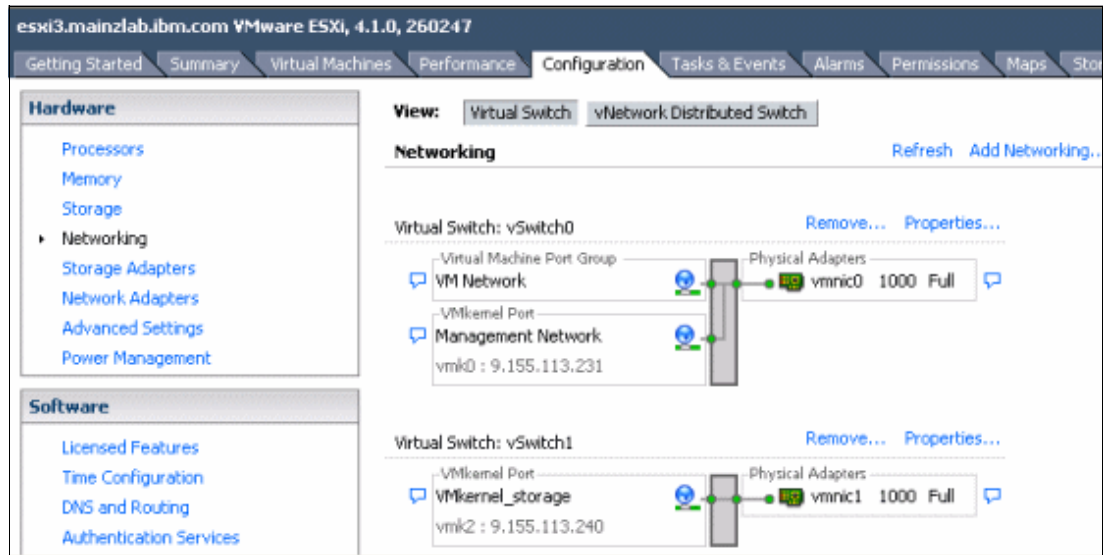 esxi3.mainzlab.ibm.com VMware ESXi, 4.1.0, 260247
Getting Started Summary Virtual Machines Performance Configuration Tasks & Events Alarms Permissions Maps Stor
Hardware
Processors
Memory
Storage
Networking
Storage Adapters
Network Adapters
Advanced Settings
Power Management
Software
Licensed Features
Time Configuration
DNS and Routing
Authentication Services
View: Virtual Switch vNetwork Distributed Switch
Networking Refresh Add Networking..
Virtual Switch: vSwitch0 Remove... Properties...
Virtual Machine Port Group Physical Adapters
VM Network vmnic0 1000 Full
VMkernel Port
Management Network
vmk0 : 9.155.113.231
Virtual Switch: vSwitch1 Remove... Properties...
VMkernel Port Physical Adapters
VMkernel_storage vmnic1 1000 Full
vmk2 : 9.155.113.240